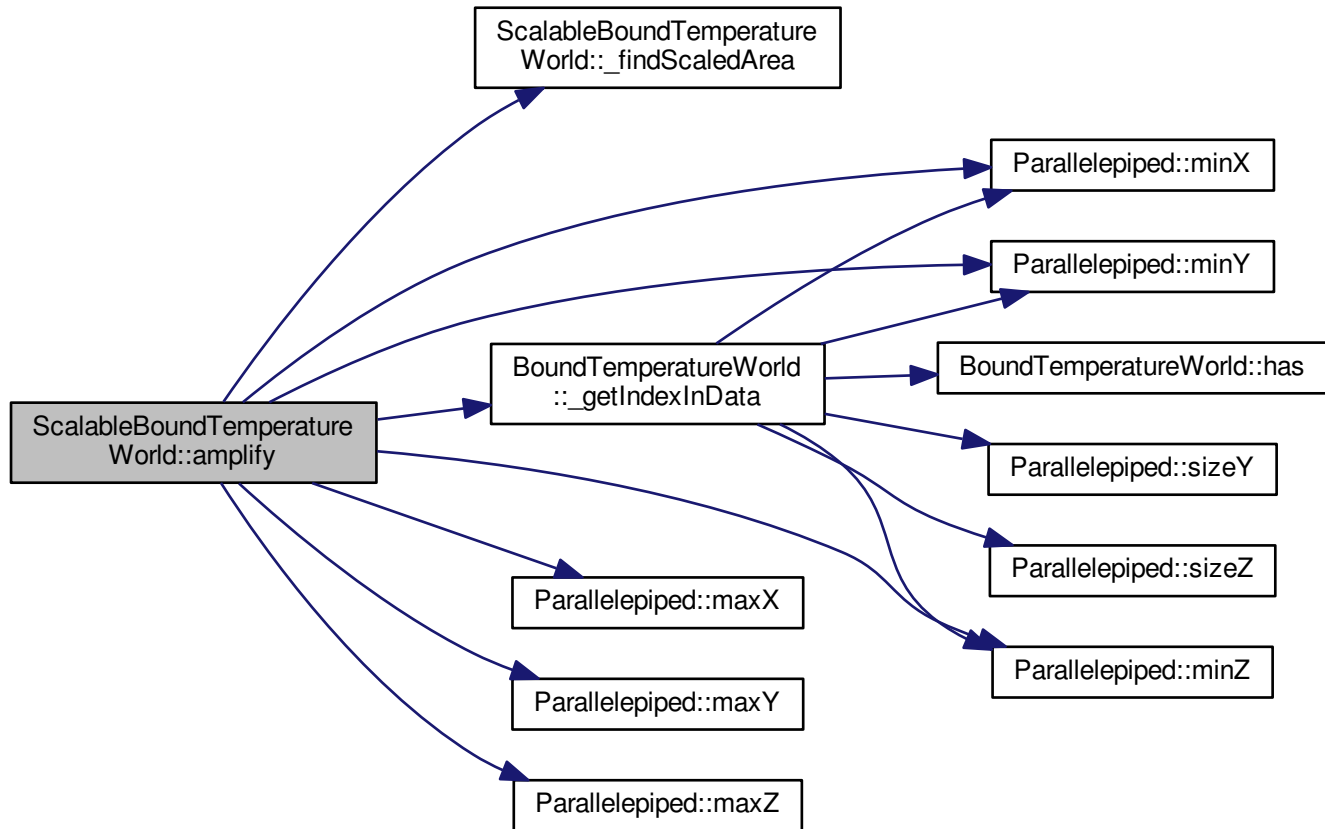 ScalableBoundTemperature
World::_findScaledArea
Parallelepiped::minX
Parallelepiped::minY
BoundTemperatureWorld
::_getIndexInData
BoundTemperatureWorld::has
ScalableBoundTemperature
World::amplify
Parallelepiped::sizeY
Parallelepiped::sizeZ
Parallelepiped::maxX
Parallelepiped::minZ
Parallelepiped::maxY
Parallelepiped::maxZ